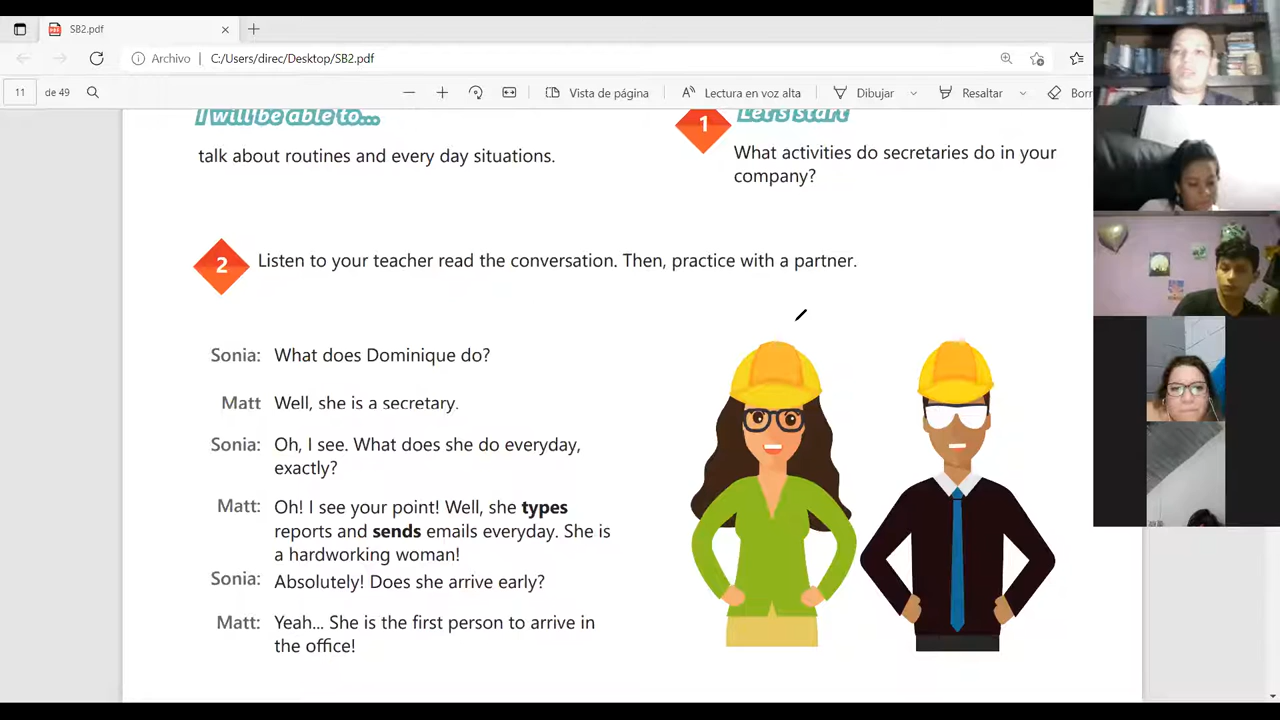 SB2.pdf
Archivo
C:/Users/direc/Desktop/SB2.pdf
11
de 49
Vista de página
Lectura en voz alta
Dibujar
Resaltar
Borr
I will be able to...
talk about routines and every day situations.
1
Let's start
What activities do secretaries do in your
company?
2
Listen to your teacher read the conversation. Then, practice with a partner.
Sonia: What does Dominique do?
Matt Well, she is a secretary.
Sonia: Oh, I see. What does she do everyday,
exactly?
Matt: Oh! I see your point! Well, she types
reports and sends emails everyday. She is
a hardworking woman!
Sonia: Absolutely! Does she arrive early?
Matt: Yeah... She is the first person to arrive in
the office!